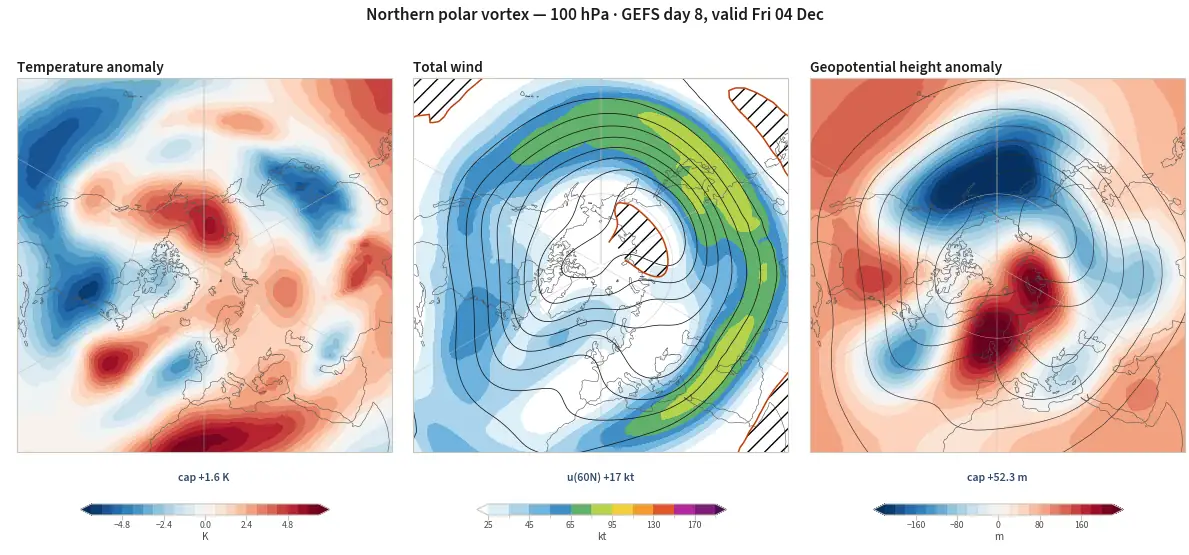 Northern polar vortex — 100 hPa · GEFS day 8, valid Fri 04 Dec
Temperature anomaly
Total wind
Geopotential height anomaly
cap +1.6 K
u(60N) +17 kt
cap +52.3 m
−4.8 −2.4 0.0 2.4 4.8
K
25 45 65 95 130 170
kt
−160 −80 0 80 160
m